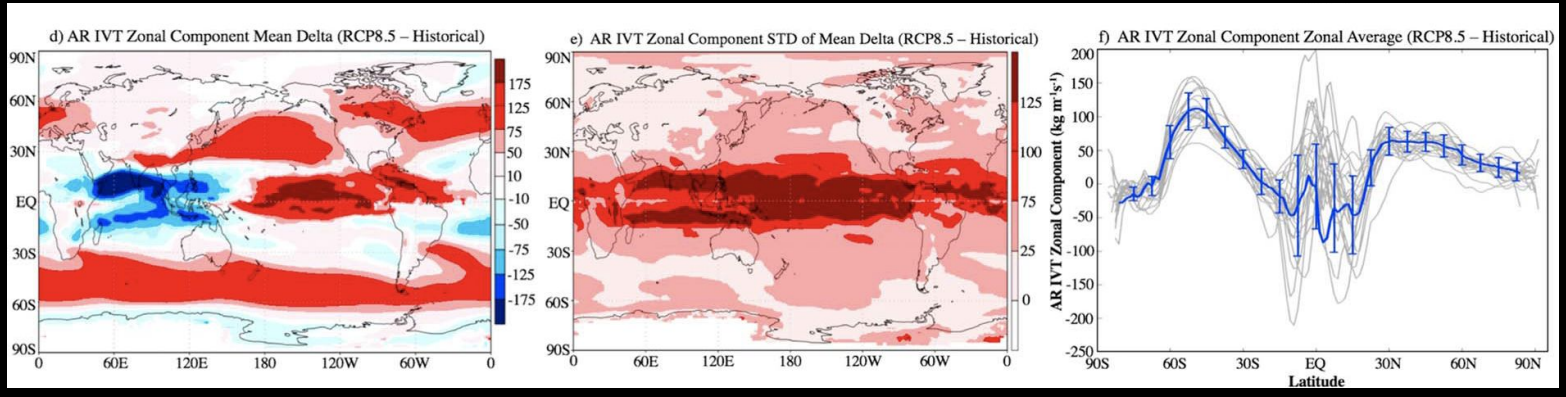 d) AR IVT Zonal Component Mean Delta (RCP8.5 – Historical)
90N
60N
30N
EQ
30S
60S
90S
0 60E 120E 180 120W 60W 0
175
125
75
50
10
-10
-50
-75
-125
-175
e) AR IVT Zonal Component STD of Mean Delta (RCP8.5 – Historical)
90N
60N
30N
EQ
30S
60S
90S
0 60E 120E 180 120W 60W 0
125
100
75
25
0
f) AR IVT Zonal Component Zonal Average (RCP8.5 – Historical)
AR IVT Zonal Component (kg m⁻¹s⁻¹)
200
150
100
50
0
-50
-100
-150
-200
-250
90S 60S 30S EQ 30N 60N 90N
Latitude